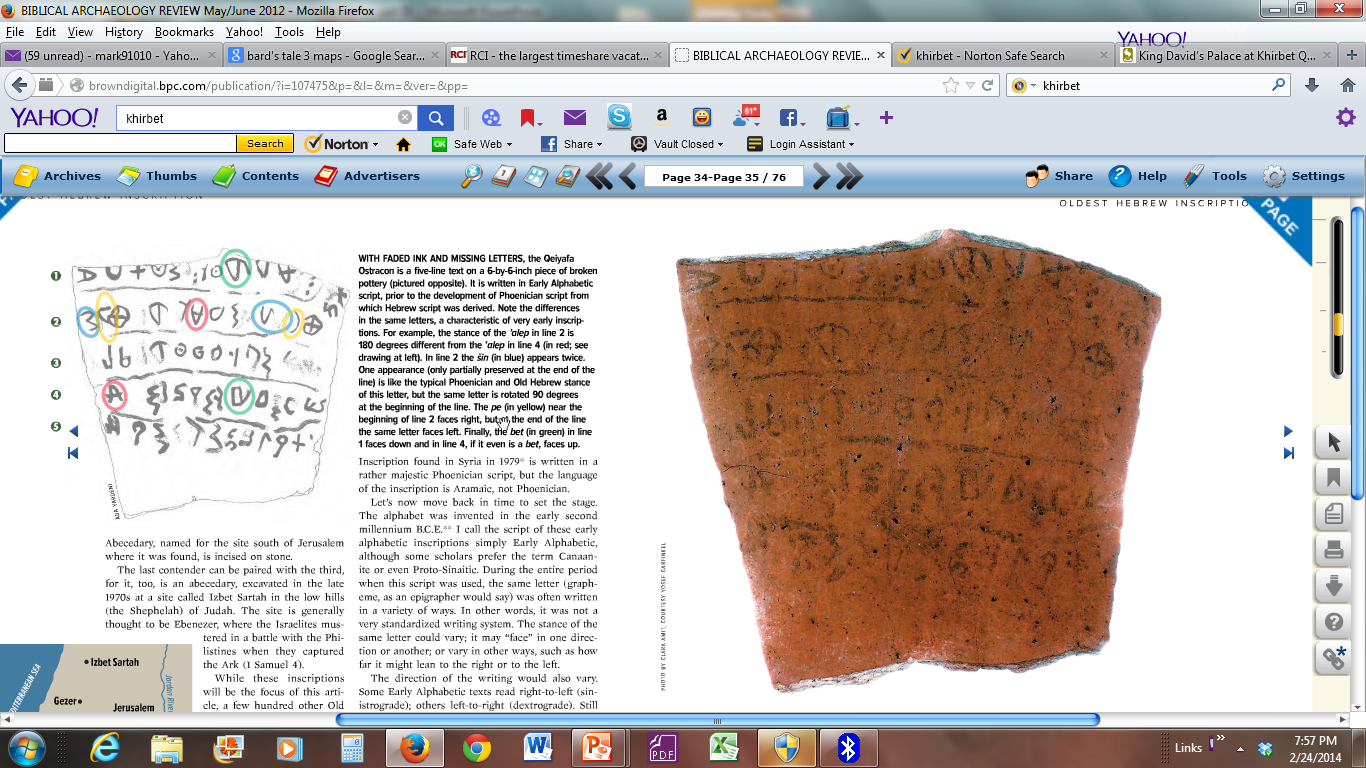 BIBLICAL ARCHAEOLOGY REVIEW May/June 2012 - Mozilla Firefox
File Edit View History Bookmarks Yahoo! Tools Help
YAHOO!
(59 unread) - mark91010 - Yaho...
bard's tale 3 maps - Google Sear...
RCI - the largest timeshare vacat...
BIBLICAL ARCHAEOLOGY REVIE...
khirbet - Norton Safe Search
King David's Palace at Khirbet Q...
browndigital.bpc.com/publication/?i=107475&p=&l=&m=&ver=&pp=
khirbet
YAHOO!
khirbet
61°
Search
Norton
OK Safe Web
Share
Vault Closed
Login Assistant
Archives Thumbs Contents Advertisers
Page 34-Page 35 / 76
Share Help Tools Settings
OLDEST HEBREW INSCRIPTIO
PAGE
1
2
3
4
5
ADA YARDENI
WITH FADED INK AND MISSING LETTERS, the Qeiyafa
Ostracon is a five-line text on a 6-by-6-inch piece of broken
pottery (pictured opposite). It is written in Early Alphabetic
script, prior to the development of Phoenician script from
which Hebrew script was derived. Note the differences
in the same letters, a characteristic of very early inscrip-
tions. For example, the stance of the 'alep in line 2 is
180 degrees different from the 'alep in line 4 (in red; see
drawing at left). In line 2 the šin (in blue) appears twice.
One appearance (only partially preserved at the end of the
line) is like the typical Phoenician and Old Hebrew stance
of this letter, but the same letter is rotated 90 degrees
at the beginning of the line. The pe (in yellow) near the
beginning of line 2 faces right, but at the end of the line
the same letter faces left. Finally, the bet (in green) in line
1 faces down and in line 4, if it even is a bet, faces up.
Inscription found in Syria in 1979* is written in a
rather majestic Phoenician script, but the language
of the inscription is Aramaic, not Phoenician.
Let's now move back in time to set the stage.
The alphabet was invented in the early second
millennium B.C.E.** I call the script of these early
alphabetic inscriptions simply Early Alphabetic,
although some scholars prefer the term Canaan-
ite or even Proto-Sinaitic. During the entire period
when this script was used, the same letter (graph-
eme, as an epigrapher would say) was often written
in a variety of ways. In other words, it was not a
very standardized writing system. The stance of the
same letter could vary; it may "face" in one direc-
tion or another; or vary in other ways, such as how
far it might lean to the right or to the left.
The direction of the writing would also vary.
Some Early Alphabetic texts read right-to-left (sin-
istrograde); others left-to-right (dextrograde). Still
Abecedary, named for the site south of Jerusalem
where it was found, is incised on stone.
The last contender can be paired with the third,
for it, too, is an abecedary, excavated in the late
1970s at a site called Izbet Sartah in the low hills
(the Shephelah) of Judah. The site is generally
thought to be Ebenezer, where the Israelites mus-
tered in a battle with the Phi-
listines when they captured
the Ark (1 Samuel 4).
While these inscriptions
will be the focus of this arti-
cle, a few hundred other Old
Izbet Sartah
Gezer
Jerusalem
PHOTO BY CLARA AMIT, COURTESY YOSEF GARFINKEL
Links
7:57 PM
2/24/2014